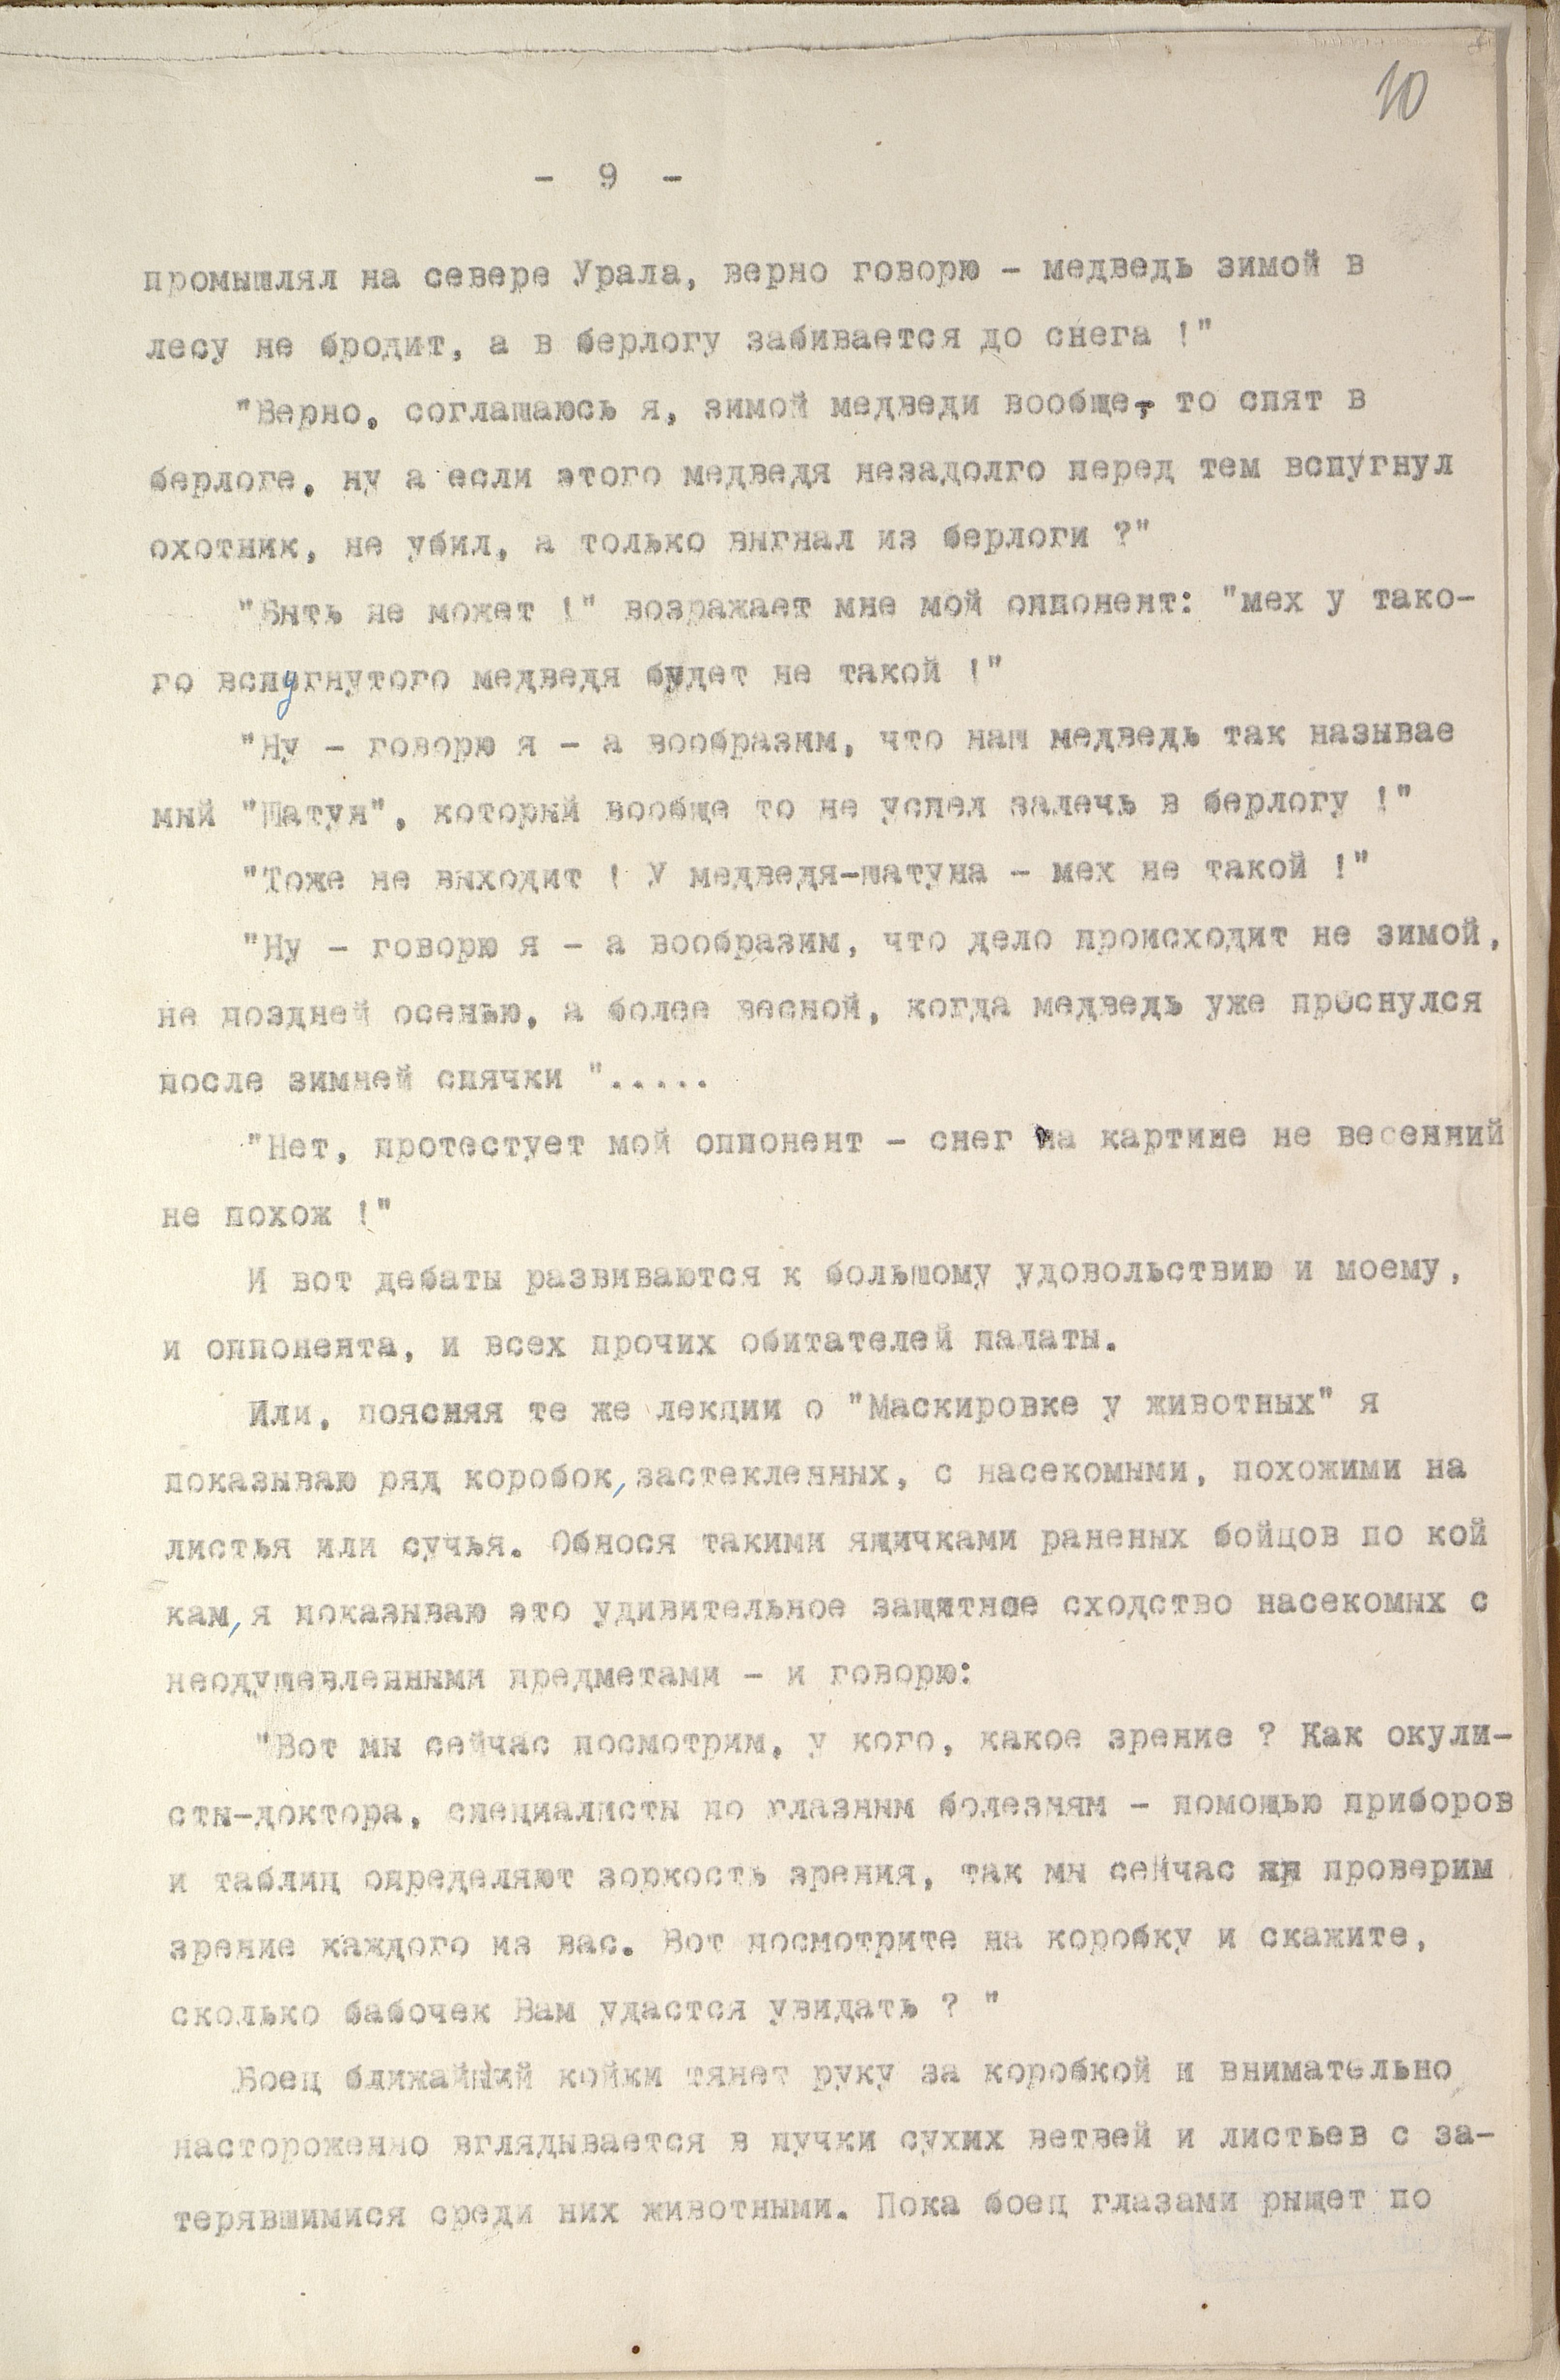 10
- 9 -
промышлял на севере Урала, верно говорю - медведь зимой в
лесу не бродит, а в берлогу забивается до снега !"
"Верно, соглашаюсь я, зимой медведи вообще, то спят в
берлоге, ну а если этого медведя незадолго перед тем вспугнул
охотник, не убил, а только выгнал из берлоги ?"
"Быть не может !" возражает мне мой оппонент: "мех у тако-
го вспугнутого медведя будет не такой !"
"Ну - говорю я - а вообразим, что наш медведь так называе
мый "Шатун", который вообще то не успел залечь в берлогу !"
"Тоже не выходит ! У медведя-шатуна - мех не такой !"
"Ну - говорю я - а вообразим, что дело происходит не зимой,
не поздней осенью, а более весной, когда медведь уже проснулся
после зимней спячки ".....
"Нет, протестует мой оппонент - снег на картине не весенний
не похож !"
И вот дебаты развиваются к большому удовольствию и моему,
и оппонента, и всех прочих обитателей палаты.
Или, поясняя те же лекции о "Маскировке у животных" я
показываю ряд коробок, застекленных, с насекомыми, похожими на
листья или сучья. Обнося такими ящичками раненых бойцов по кой
кам, я показываю это удивительное защитное сходство насекомых с
неодушевленными предметами - и говорю:
"Вот мы сейчас посмотрим, у кого, какое зрение ? Как окули-
сты-доктора, специалисты по глазным болезням - помощью приборов
и таблиц определяют зоркость зрения, так мы сейчас проверим
зрение каждого из вас. Вот посмотрите на коробку и скажите,
сколько бабочек Вам удастся увидать ? "
Боец ближайший койки тянет руку за коробкой и внимательно
настороженно вглядывается в пучки сухих ветвей и листьев с за-
терявшимися среди них животными. Пока боец глазами рыщет по